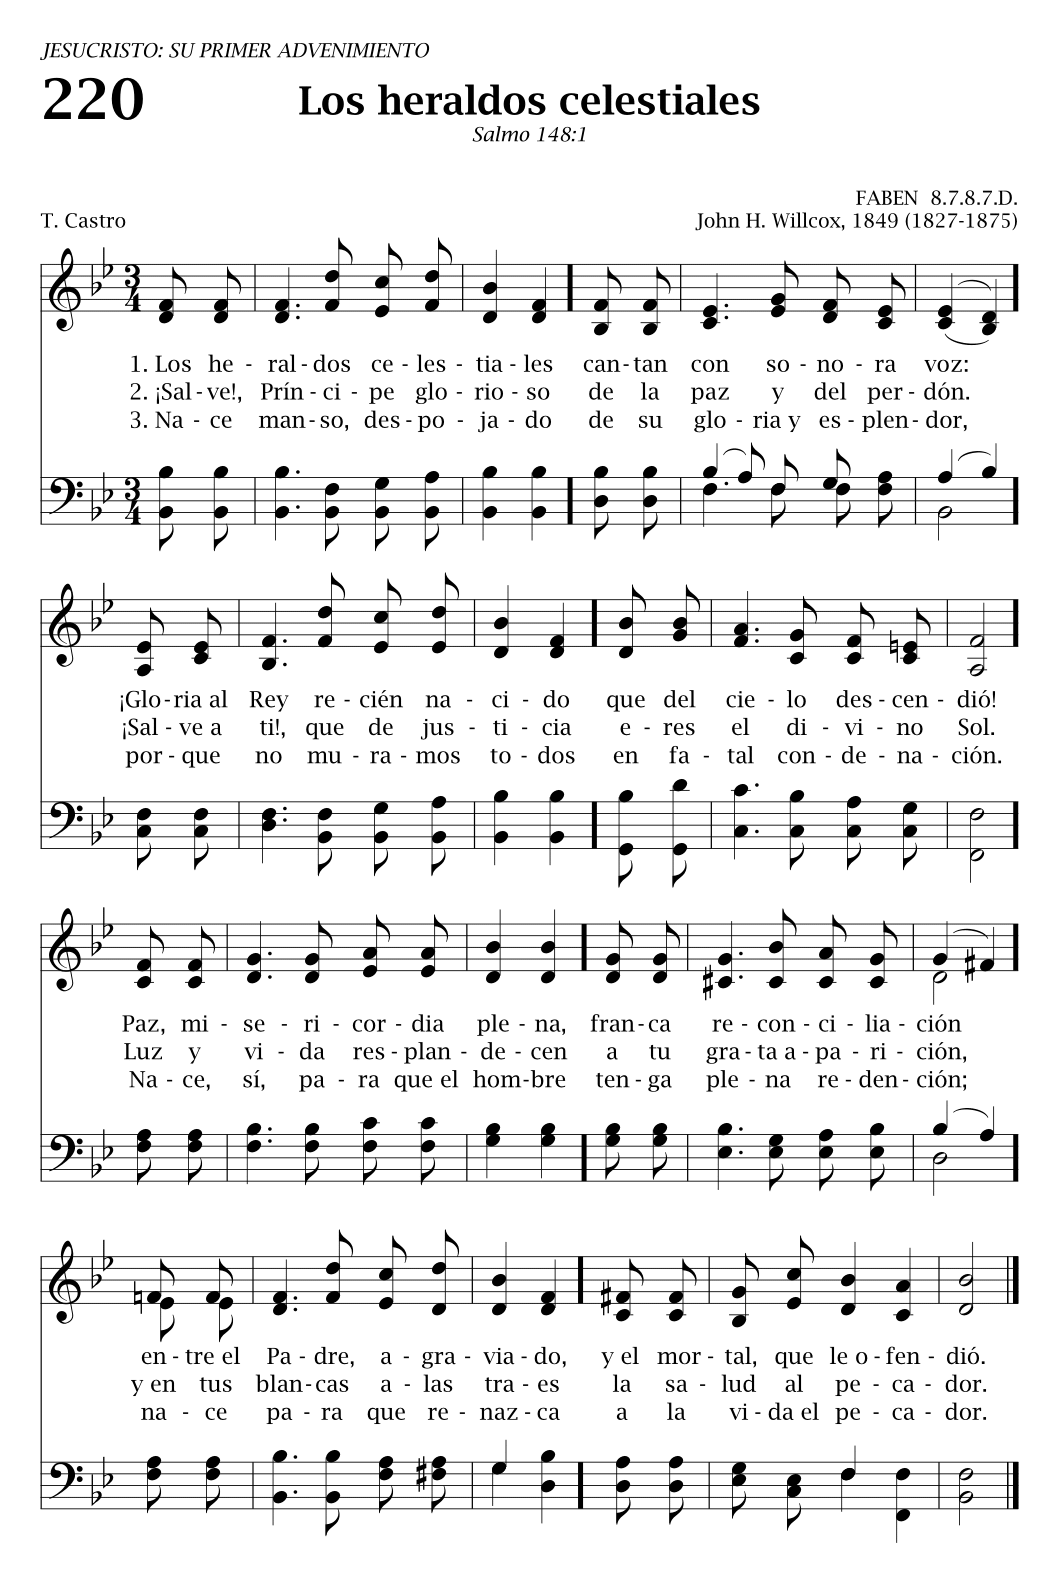 JESUCRISTO: SU PRIMER ADVENIMIENTO
220 Los heraldos celestiales
Salmo 148:1
FABEN 8.7.8.7.D.
T. Castro John H. Willcox, 1849 (1827-1875)
1. Los he - ral - dos ce - les - tia - les can - tan con so - no - ra voz:
2. ¡Sal - ve!, Prín - ci - pe glo - rio - so de la paz y del per - dón.
3. Na - ce man - so, des - po - ja - do de su glo - ria y es - plen - dor,
¡Glo - ria al Rey re - cién na - ci - do que del cie - lo des - cen - dió!
¡Sal - ve a ti!, que de jus - ti - cia e - res el di - vi - no Sol.
por - que no mu - ra - mos to - dos en fa - tal con - de - na - ción.
Paz, mi - se - ri - cor - dia ple - na, fran - ca re - con - ci - lia - ción
Luz y vi - da res - plan - de - cen a tu gra - ta a - pa - ri - ción,
Na - ce, sí, pa - ra que el hom - bre ten - ga ple - na re - den - ción;
en - tre el Pa - dre, a - gra - via - do, y el mor - tal, que le o - fen - dió.
y en tus blan - cas a - las tra - es la sa - lud al pe - ca - dor.
na - ce pa - ra que re - naz - ca a la vi - da el pe - ca - dor.